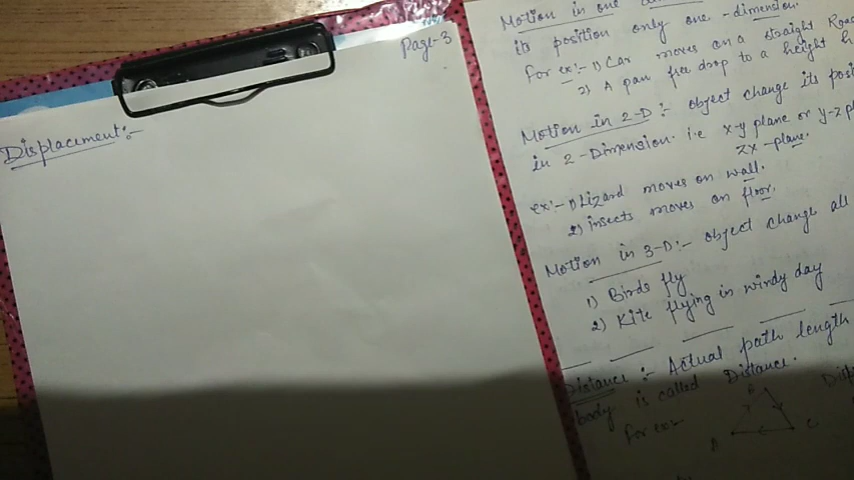 Page-3
Displacement:-
Motion in one
its position only one-dimension.
For ex:- 1) Car moves on a straight Road
2) A pan free drop to a height h
Motion in 2-D:- object change its posi
in 2-Dimension. i.e x-y plane or y-z p
zx-plane.
ex:- 1) Lizard moves on wall.
2) insects moves on floor.
Motion in 3-D:- object change all
1) Birds fly
2) Kite flying in windy day
Distance:- Actual path length
body is called Distance.
For ex:-
A
B
C